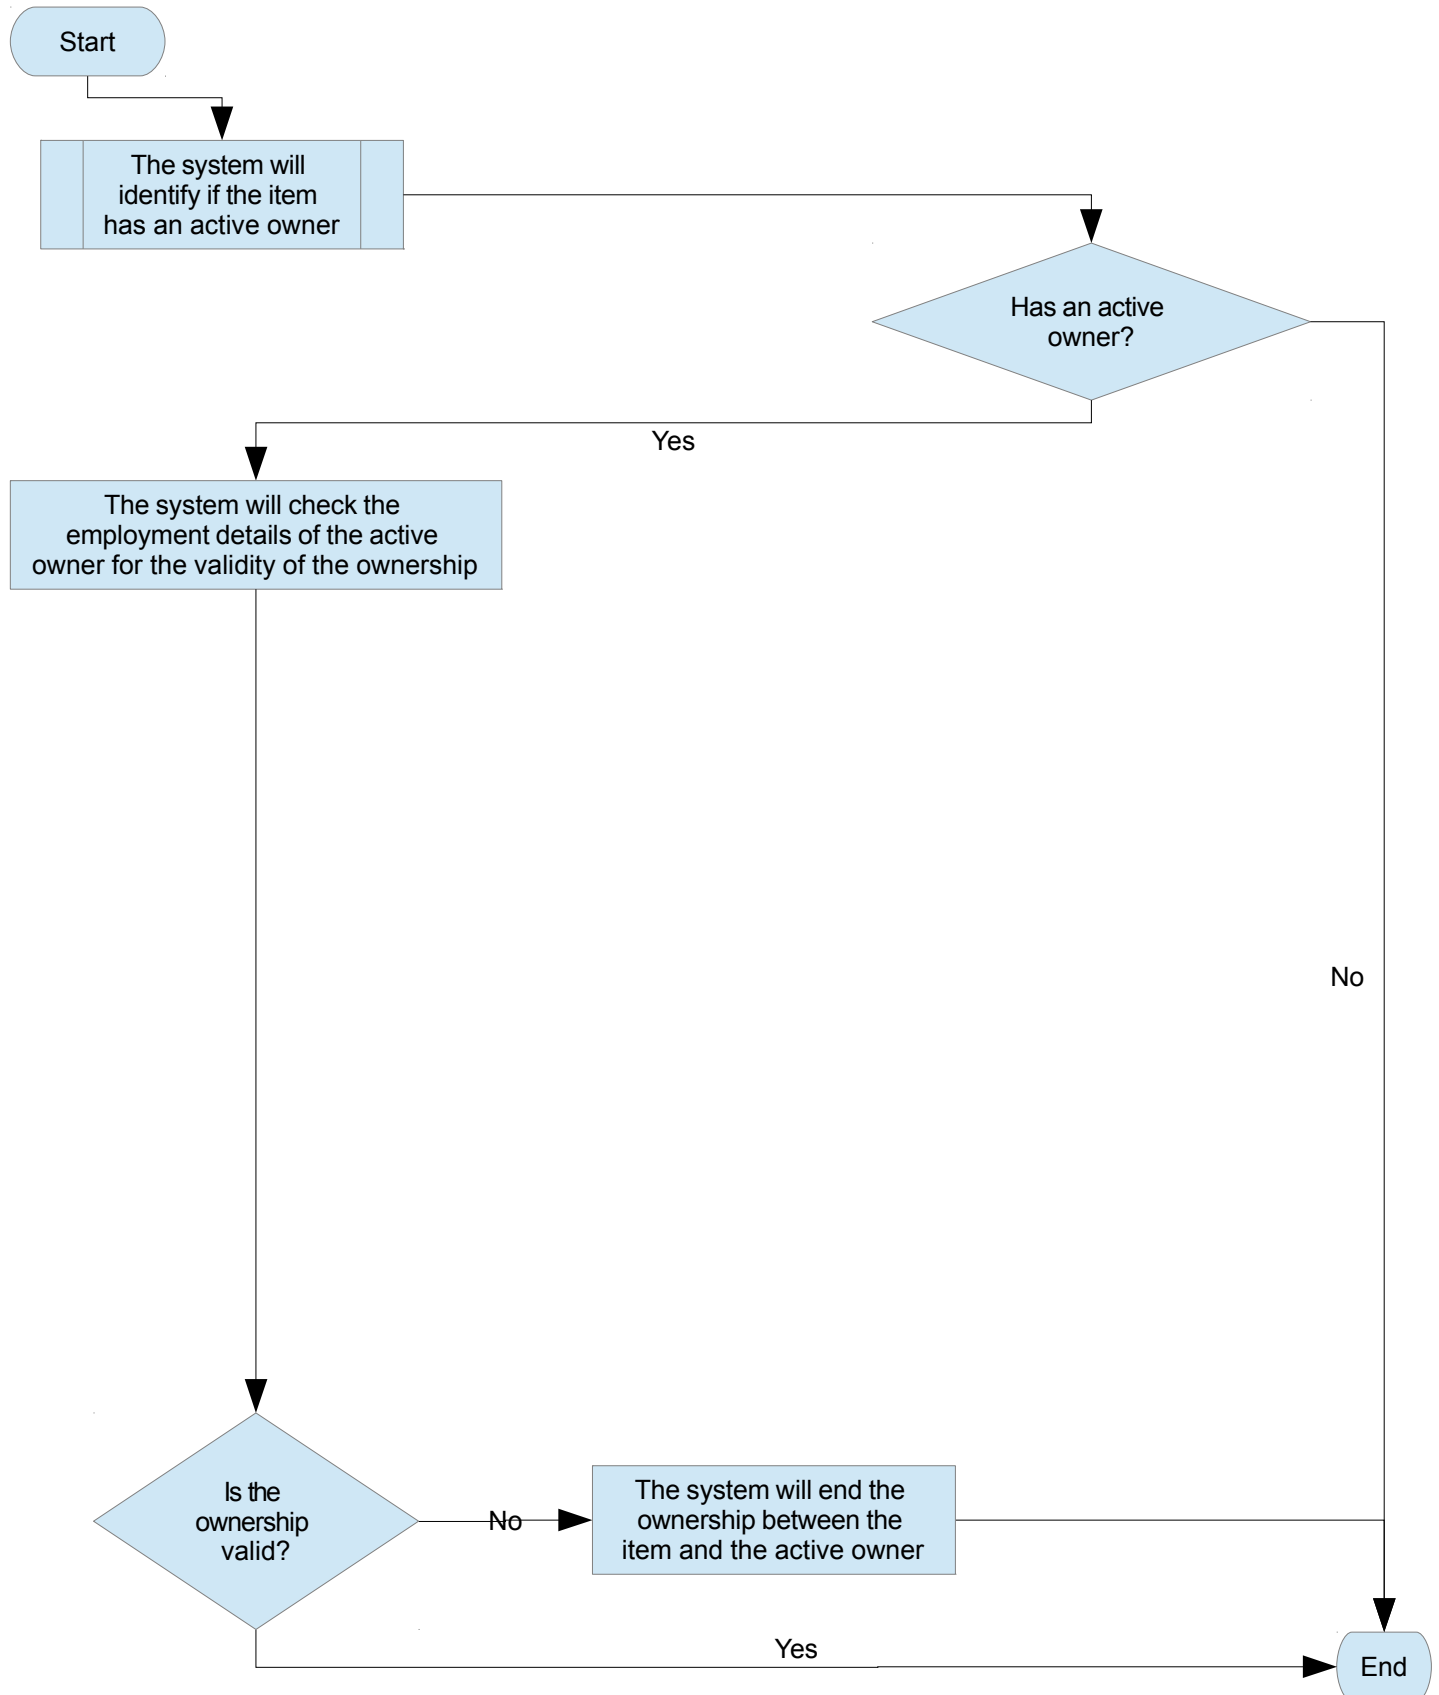 Start
The system will
identify if the item
has an active owner
Has an active
owner?
Yes
The system will check the
employment details of the active
owner for the validity of the ownership
No
Is the
ownership
valid?
No
The system will end the
ownership between the
item and the active owner
Yes
End